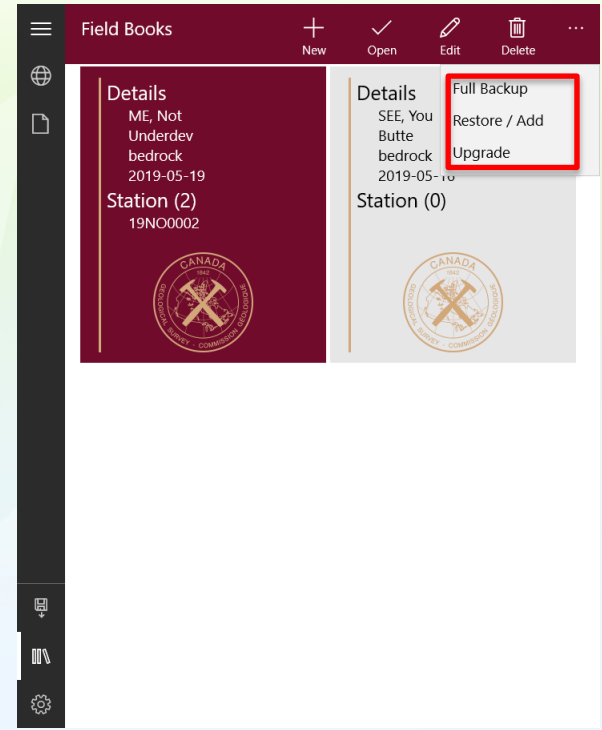 Field Books
New
Open
Edit
Delete
Full Backup
Restore / Add
Upgrade
Details
ME, Not
Underdev
bedrock
2019-05-19
Station (2)
19NO0002
CANADA
1842
GEOLOGICAL SURVEY - COMMISSION GEOLOGIQUE
Details
SEE, You
Butte
bedrock
2019-05-16
Station (0)
CANADA
1842
GEOLOGICAL SURVEY - COMMISSION GEOLOGIQUE